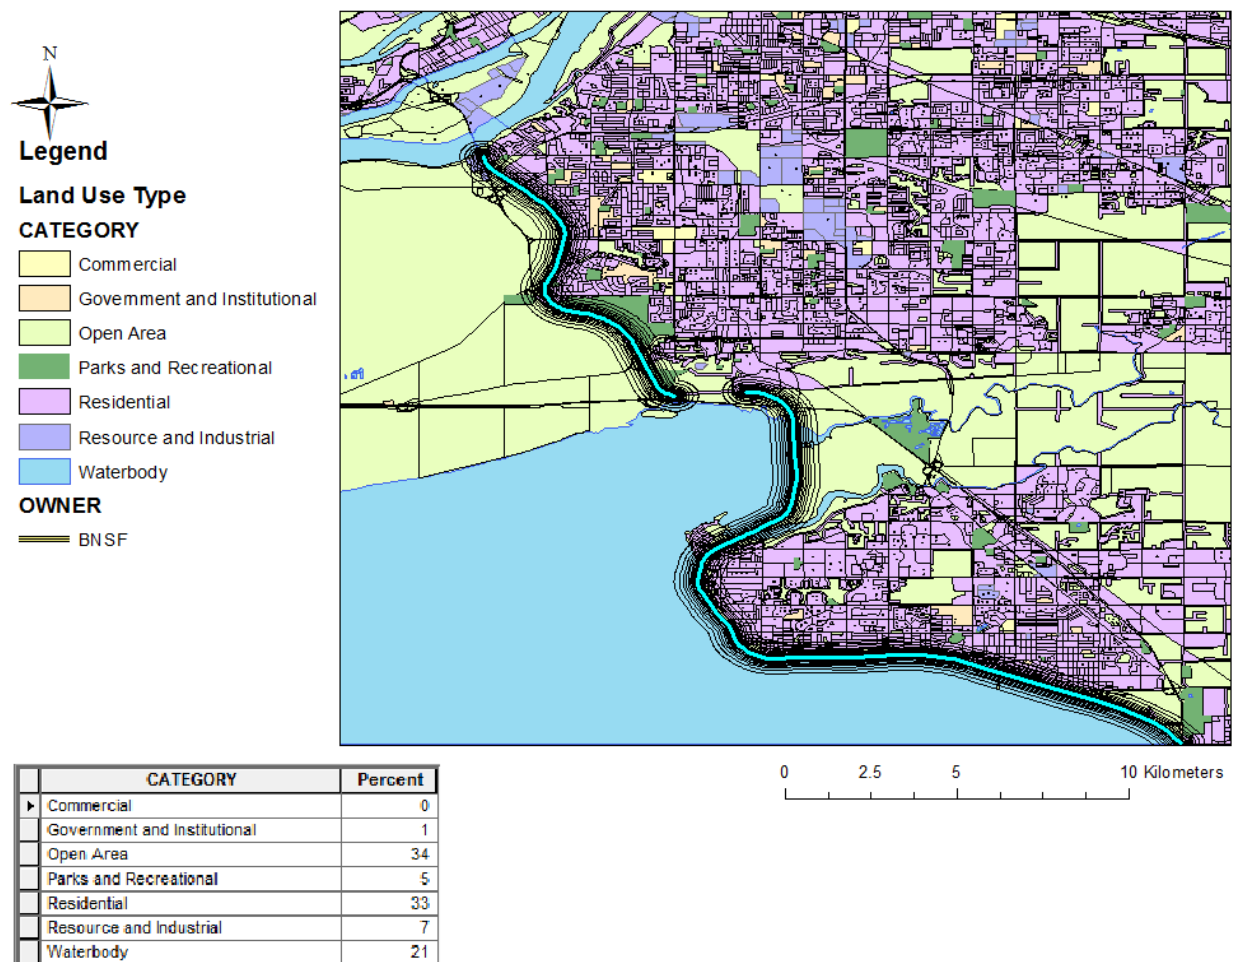 N
Legend
Land Use Type
CATEGORY
Commercial
Government and Institutional
Open Area
Parks and Recreational
Residential
Resource and Industrial
Waterbody
OWNER
BNSF
0 2.5 5 10 Kilometers
CATEGORY Percent
Commercial 0
Government and Institutional 1
Open Area 34
Parks and Recreational 5
Residential 33
Resource and Industrial 7
Waterbody 21